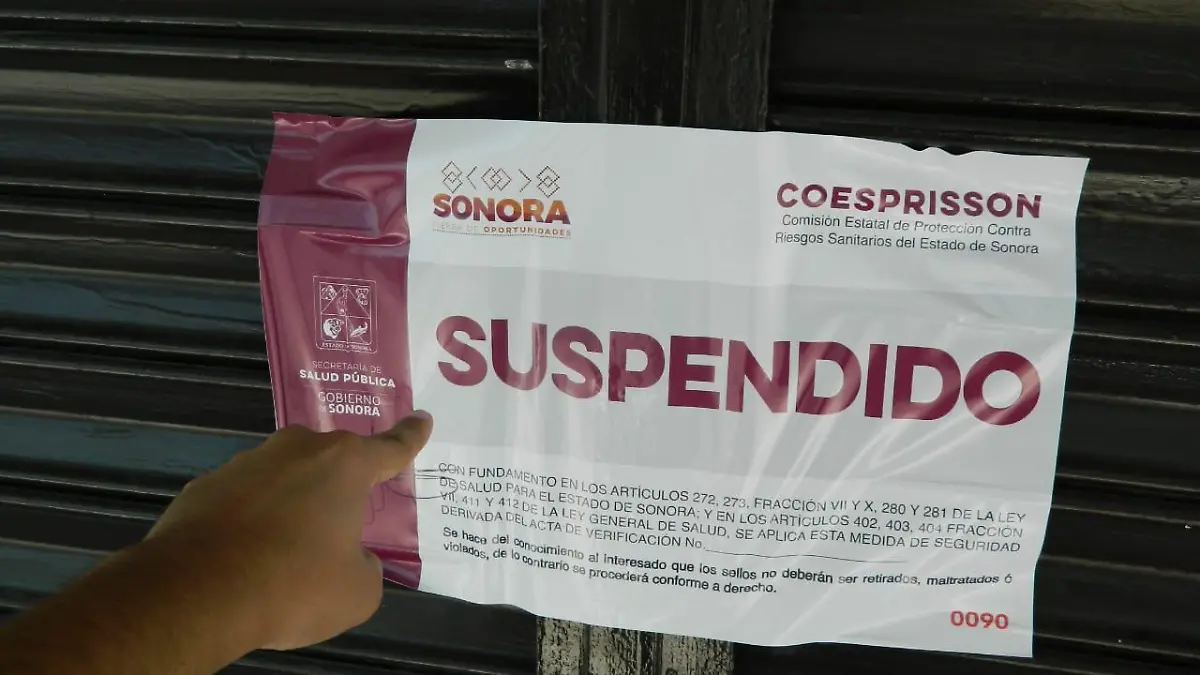 SONORA
TIERRA DE OPORTUNIDADES
COESPRISSON
Comisión Estatal de Protección Contra
Riesgos Sanitarios del Estado de Sonora
ESTADO DE SONORA
SECRETARÍA DE
SALUD PÚBLICA
GOBIERNO
DE SONORA
SUSPENDIDO
CON FUNDAMENTO EN LOS ARTÍCULOS 272, 273, FRACCIÓN VII Y X, 280 Y 281 DE LA LEY
DE SALUD PARA EL ESTADO DE SONORA; Y EN LOS ARTÍCULOS 402, 403, 404 FRACCIÓN
VII, 411 Y 412 DE LA LEY GENERAL DE SALUD, SE APLICA ESTA MEDIDA DE SEGURIDAD
DERIVADA DEL ACTA DE VERIFICACIÓN No.
Se hace del conocimiento al interesado que los sellos no deberán ser retirados, maltratados ó
violados, de lo contrario se procederá conforme a derecho.
0090